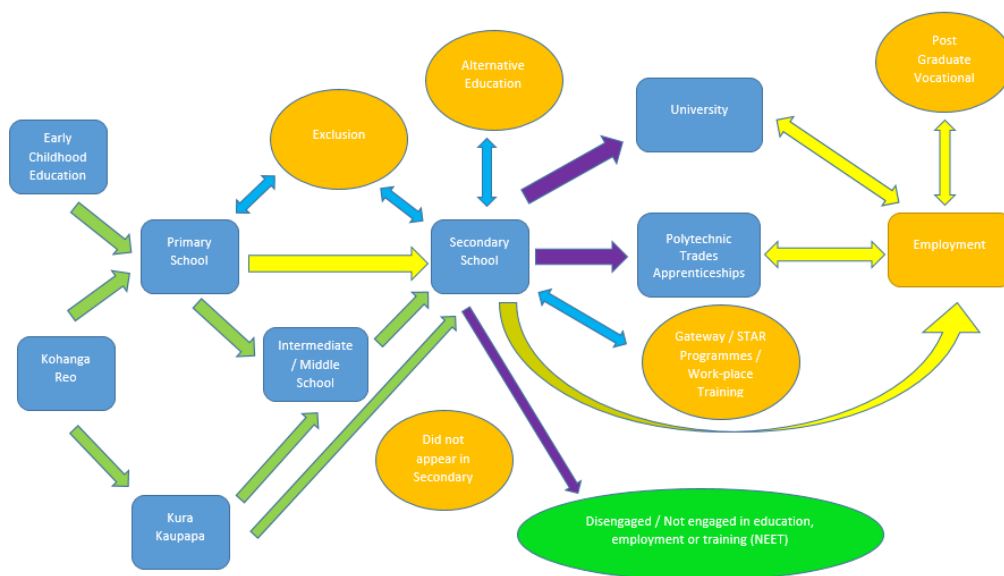 Post
Graduate
Vocational
Alternative
Education
University
Exclusion
Early
Childhood
Education
Primary
School
Secondary
School
Polytechnic
Trades
Apprenticeships
Employment
Kohanga
Reo
Intermediate
/ Middle
School
Gateway / STAR
Programmes /
Work-place
Training
Did not
appear in
Secondary
Kura
Kaupapa
Disengaged / Not engaged in education,
employment or training (NEET)